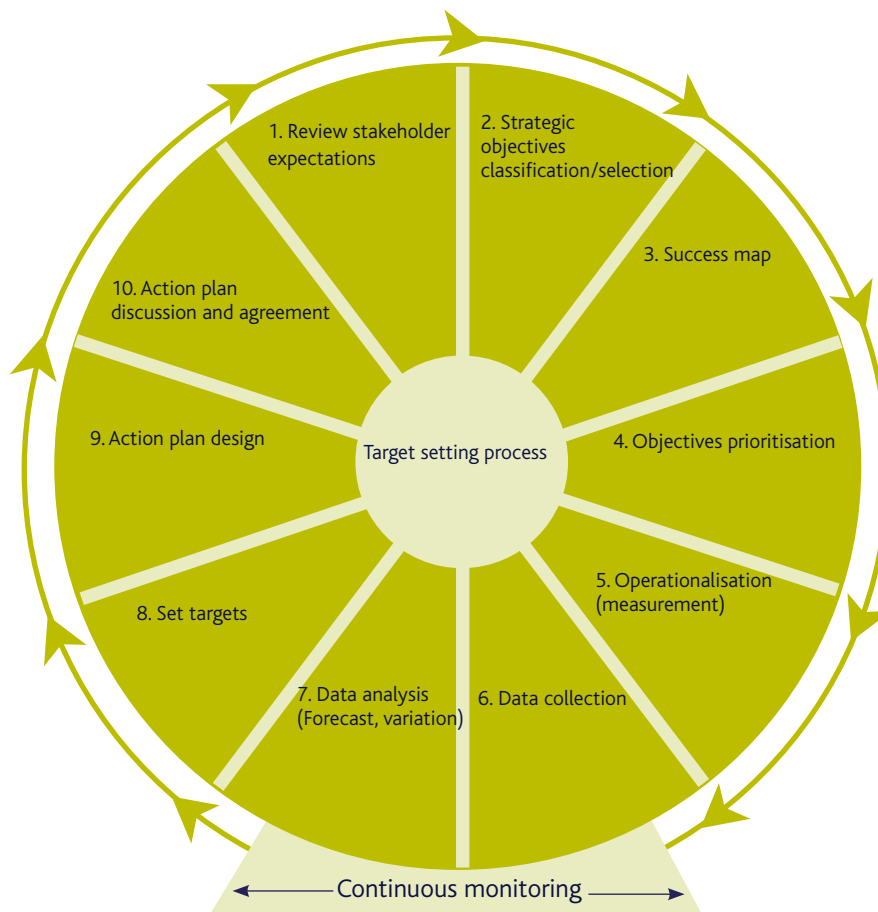 1. Review stakeholder
expectations
2. Strategic
objectives
classification/selection
3. Success map
4. Objectives prioritisation
5. Operationalisation
(measurement)
6. Data collection
7. Data analysis
(Forecast, variation)
8. Set targets
9. Action plan design
10. Action plan
discussion and agreement
Target setting process
Continuous monitoring